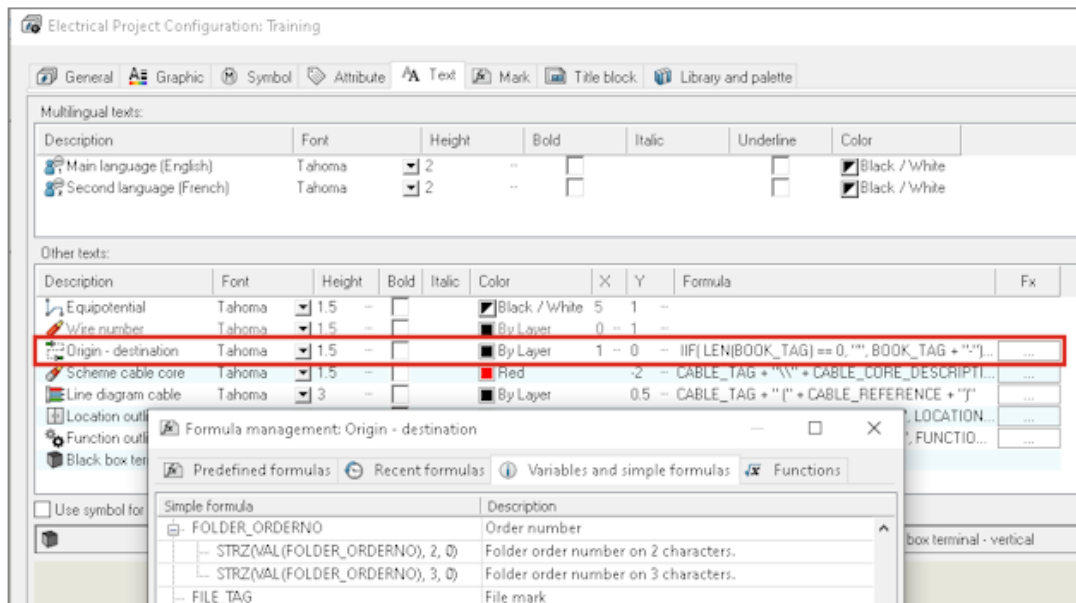 Electrical Project Configuration: Training
General Graphic Symbol Attribute Text Mark Title block Library and palette
Multilingual texts:
Description Font Height Bold Italic Underline Color
Main language (English) Tahoma 2 Black / White
Second language (French) Tahoma 2 Black / White
Other texts:
Description Font Height Bold Italic Color X Y Formula Fx
Equipotential Tahoma 1.5 Black / White 5 1
Wire number Tahoma 1.5 By Layer 0 1
Origin - destination Tahoma 1.5 By Layer 1 0 IIF( LEN(BOOK_TAG) == 0, "", BOOK_TAG + "-")... ...
Scheme cable core Tahoma 1.5 Red -2 CABLE_TAG + "\\" + CABLE_CORE_DESCRIPTI... ...
Line diagram cable Tahoma 3 By Layer 0.5 CABLE_TAG + " (" + CABLE_REFERENCE + ")" ...
Location outli ", LOCATION... ...
Function outli ", FUNCTIO... ...
Black box ter
Formula management: Origin - destination
Predefined formulas Recent formulas Variables and simple formulas Functions
Simple formula Description
FOLDER_ORDERNO Order number
STRZ(VAL(FOLDER_ORDERNO), 2, 0) Folder order number on 2 characters.
STRZ(VAL(FOLDER_ORDERNO), 3, 0) Folder order number on 3 characters.
FILE_TAG File mark
Use symbol for
box terminal - vertical